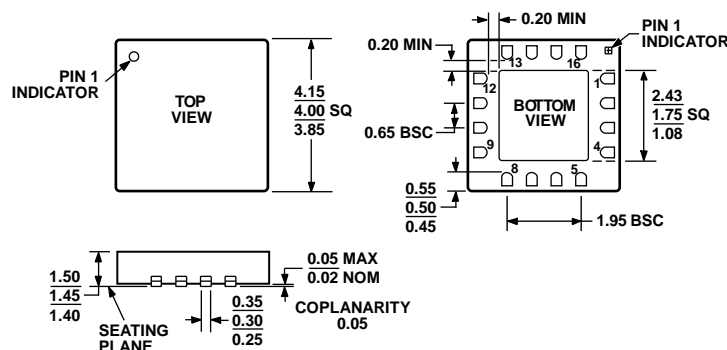 PIN 1
INDICATOR
TOP
VIEW
4.15
4.00 SQ
3.85
0.20 MIN
0.20 MIN
PIN 1
INDICATOR
13
16
12
1
BOTTOM
VIEW
2.43
1.75 SQ
1.08
0.65 BSC
9
4
8
5
0.55
0.50
0.45
1.95 BSC
1.50
1.45
1.40
SEATING
PLANE
0.35
0.30
0.25
0.05 MAX
0.02 NOM
COPLANARITY
0.05